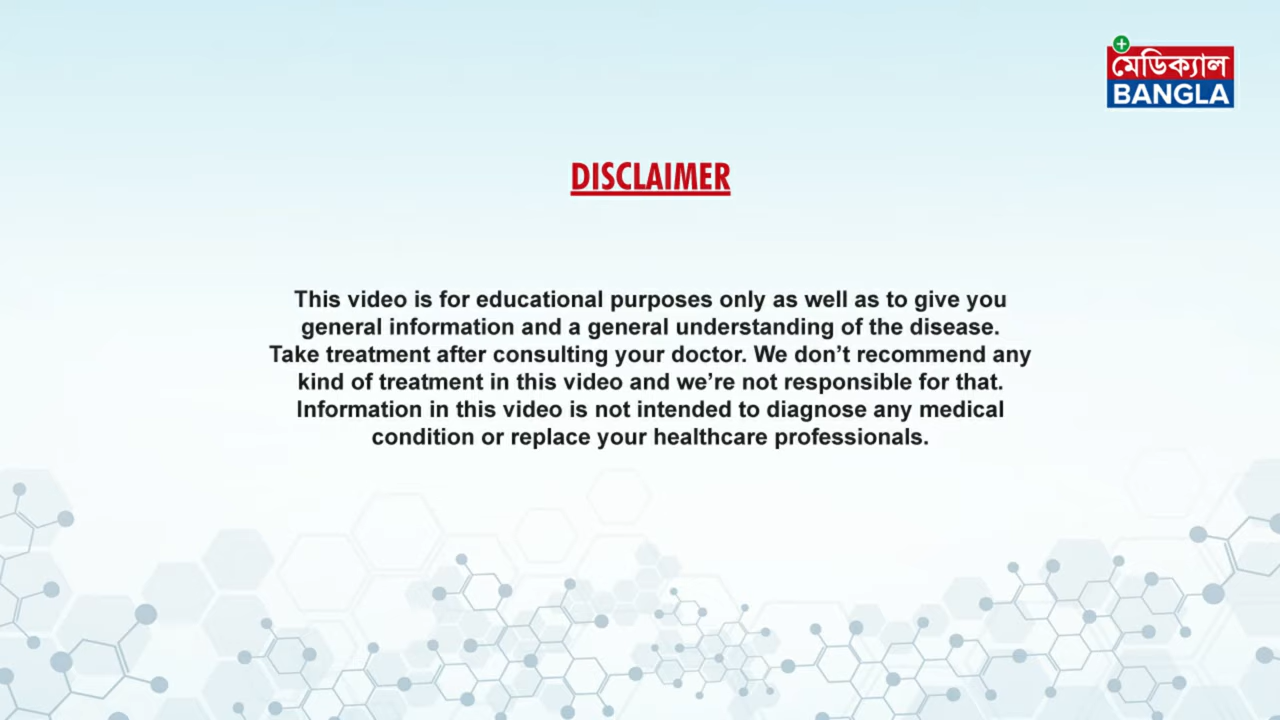 মেডিক্যাল
BANGLA
DISCLAIMER
This video is for educational purposes only as well as to give you
general information and a general understanding of the disease.
Take treatment after consulting your doctor. We don’t recommend any
kind of treatment in this video and we’re not responsible for that.
Information in this video is not intended to diagnose any medical
condition or replace your healthcare professionals.